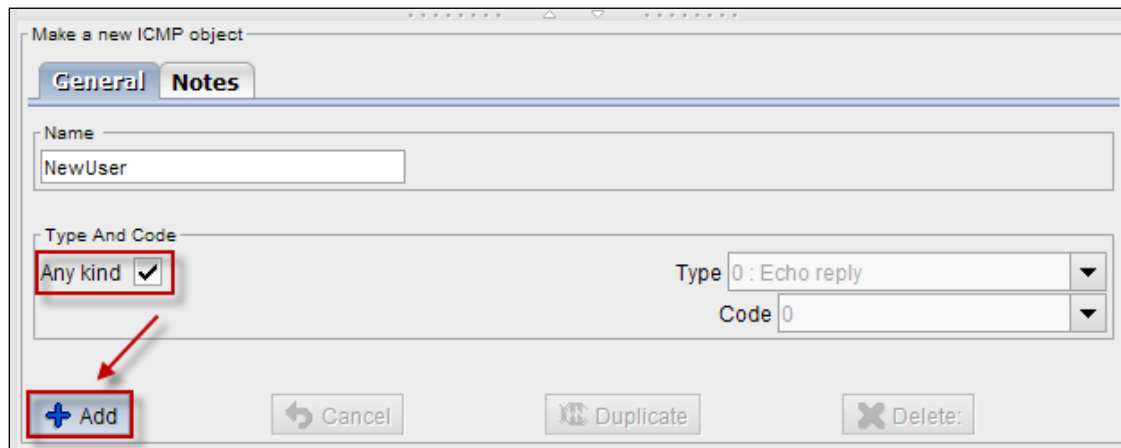 Make a new ICMP object
General Notes
Name
NewUser
Type And Code
Any kind Type 0 : Echo reply
Code 0
Add Cancel Duplicate Delete: